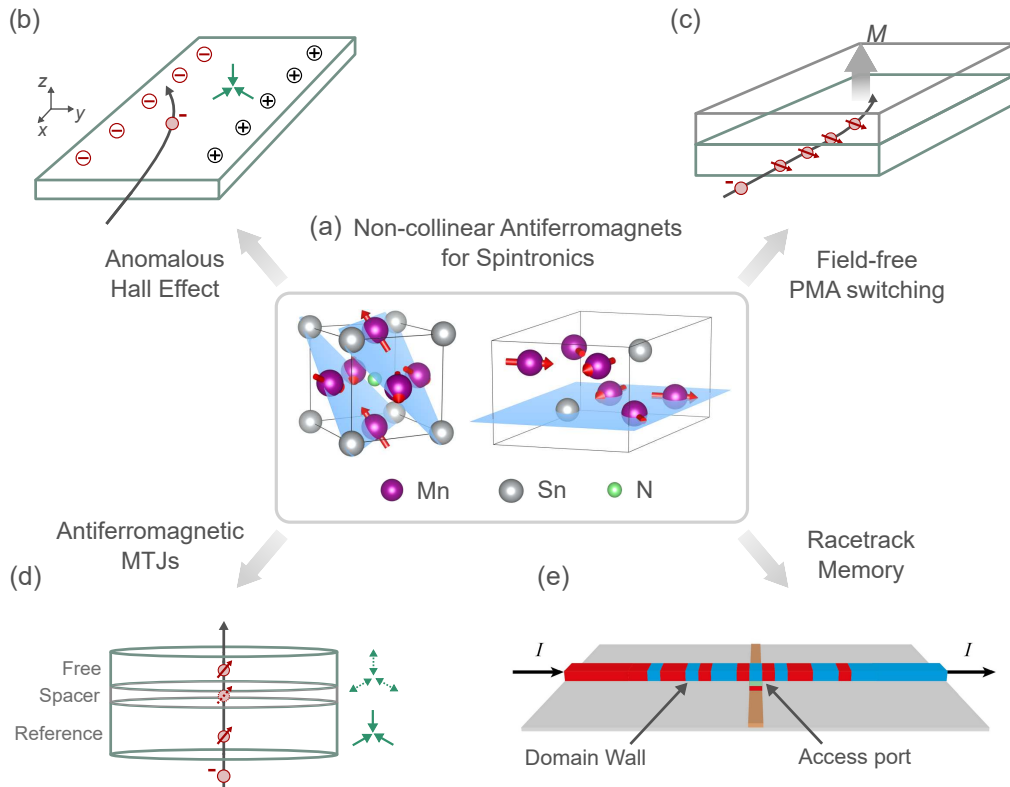 (b)
z
y
x
(c)
M
(a) Non-collinear Antiferromagnets
for Spintronics
Anomalous
Hall Effect
Field-free
PMA switching
Mn
Sn
N
Antiferromagnetic
MTJs
Racetrack
Memory
(d)
Free
Spacer
Reference
(e)
I
I
Domain Wall
Access port